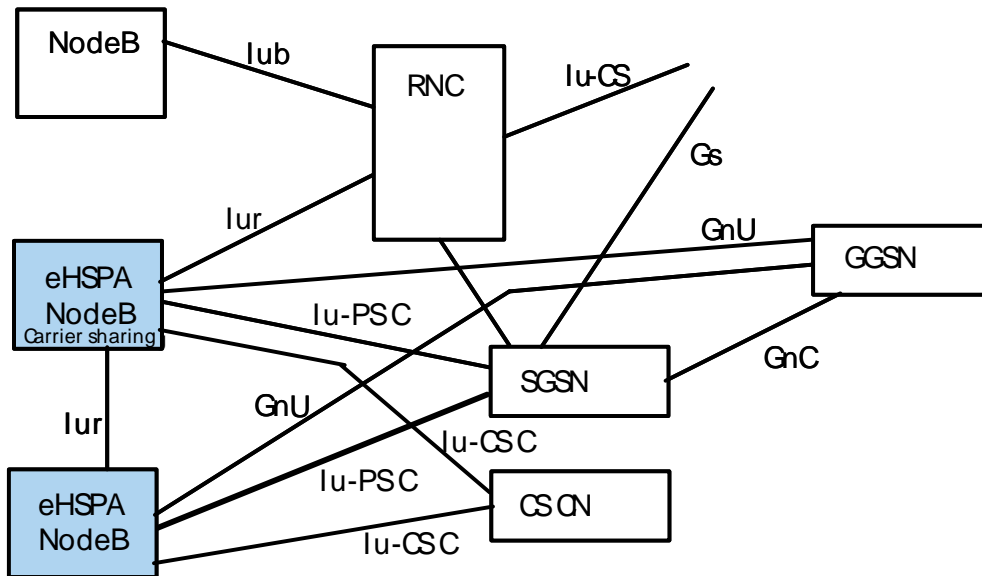 NodeB
Iub
RNC
Iu-CS
Gs
Iur
GnU
GGSN
eHSPA
NodeB
Carrier sharing
Iu-PSC
GnC
SGSN
GnU
Iur
Iu-CSC
Iu-PSC
eHSPA
NodeB
CSCN
Iu-CSC